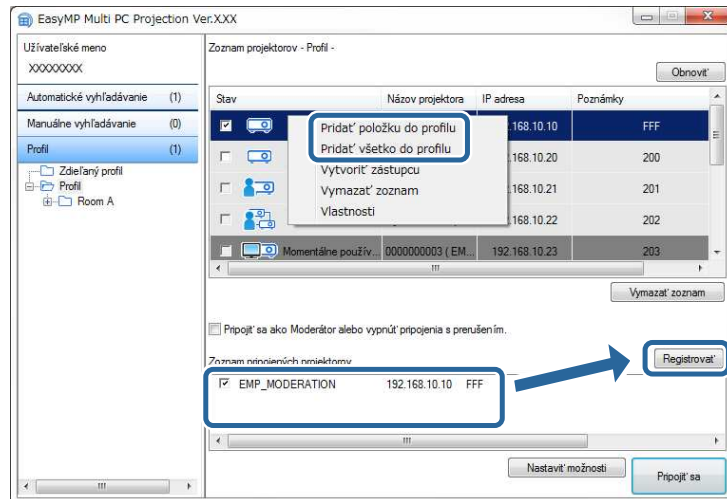 EasyMP Multi PC Projection Ver.X.XX
Užívateľské meno
XXXXXXXX
Automatické vyhľadávanie (1)
Manuálne vyhľadávanie (0)
Profil (1)
Zdieľaný profil
Profil
Room A
Zoznam projektorov - Profil -
Obnoviť
Stav Názov projektora IP adresa Poznámky
.168.10.10 FFF
.168.10.20 200
.168.10.21 201
.168.10.22 202
Momentálne použív... 0000000003 ( EM... 192.168.10.23 203
Pridať položku do profilu
Pridať všetko do profilu
Vytvoriť zástupcu
Vymazať zoznam
Vlastnosti
Vymazať zoznam
Pripojiť sa ako Moderátor alebo vypnúť pripojenia s prerušením.
Zoznam pripojených projektorov
Registrovať
EMP_MODERATION 192.168.10.10 FFF
Nastaviť možnosti
Pripojiť sa